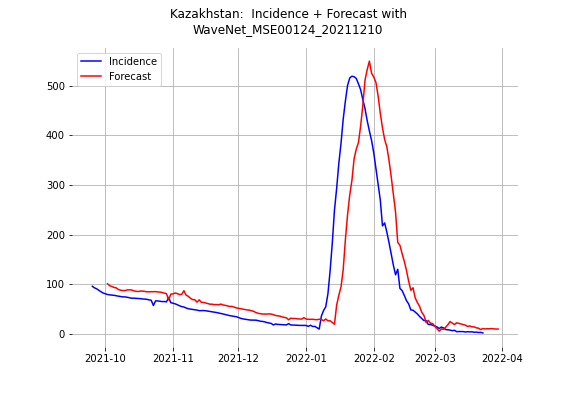 Kazakhstan:  Incidence + Forecast with
WaveNet_MSE00124_20211210
Incidence
Forecast
500
400
300
200
100
0
2021-10 2021-11 2021-12 2022-01 2022-02 2022-03 2022-04